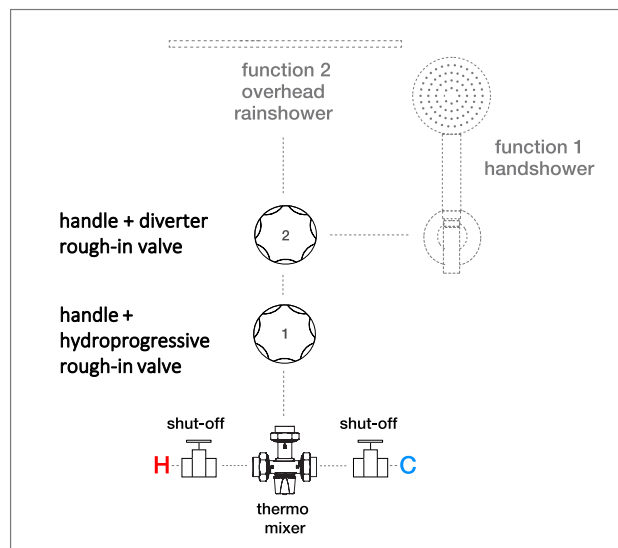 function 2
overhead
rainshower
function 1
handshower
handle + diverter
rough-in valve
2
handle +
hydroprogressive
rough-in valve
1
shut-off
shut-off
H
C
thermo
mixer